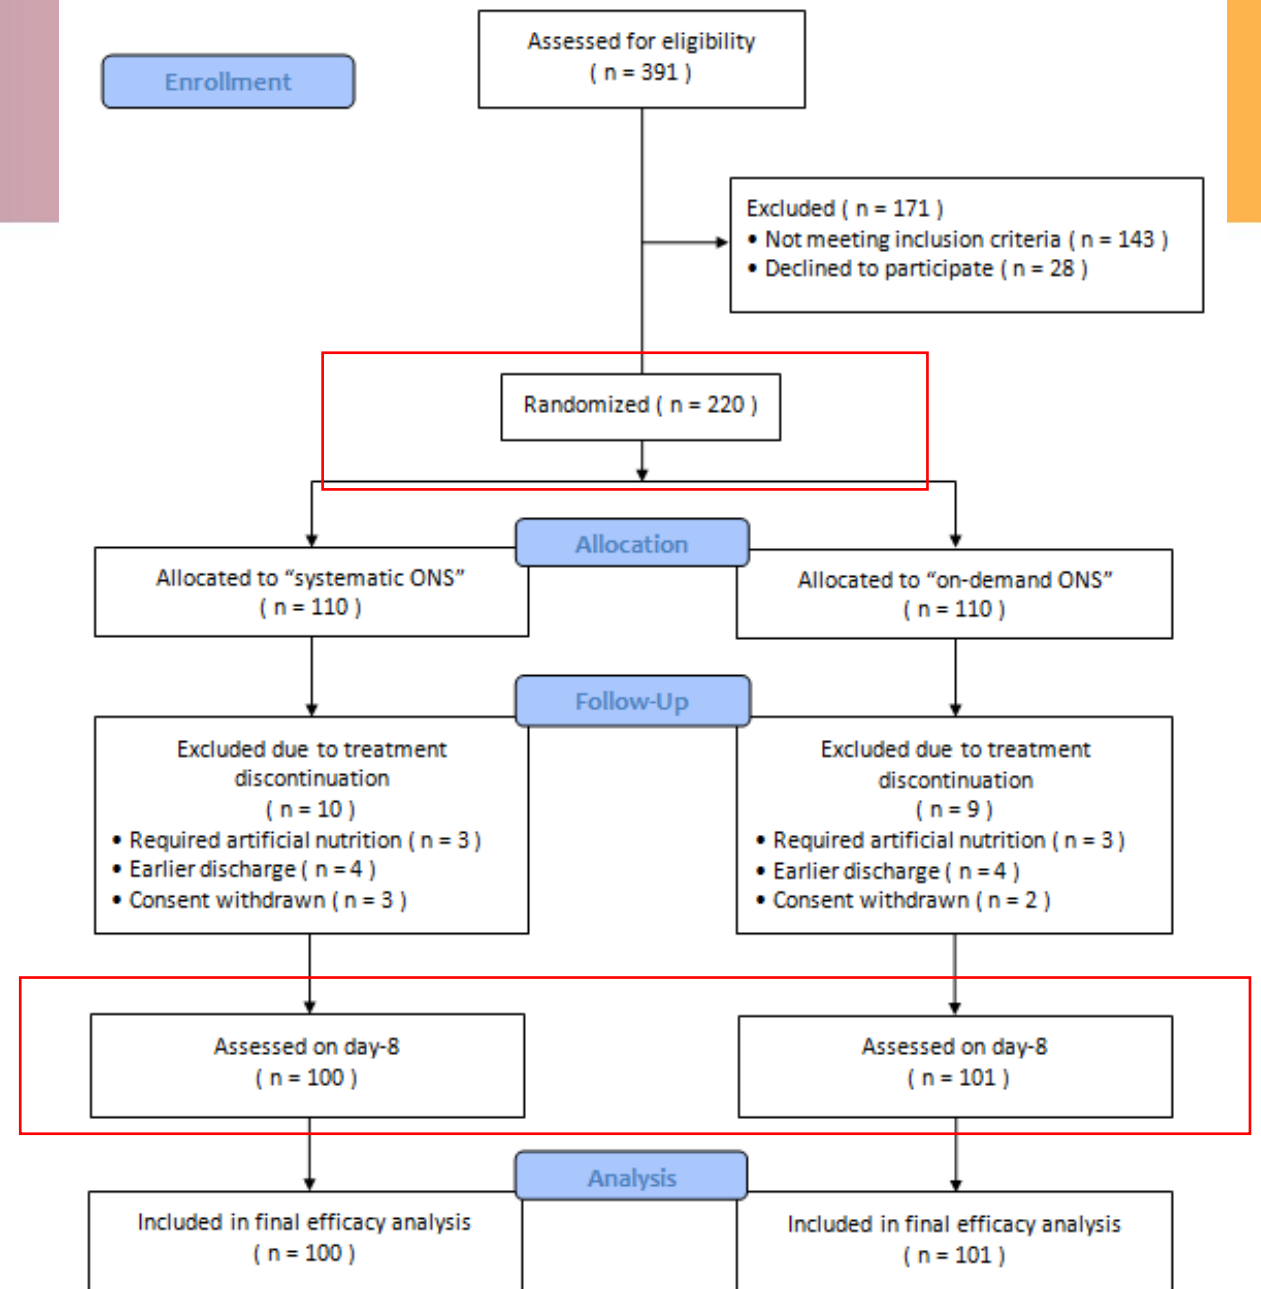 Enrollment
Assessed for eligibility
( n = 391 )
Excluded ( n = 171 )
• Not meeting inclusion criteria ( n = 143 )
• Declined to participate ( n = 28 )
Randomized ( n = 220 )
Allocation
Allocated to “systematic ONS”
( n = 110 )
Allocated to “on-demand ONS”
( n = 110 )
Follow-Up
Excluded due to treatment
discontinuation
( n = 10 )
• Required artificial nutrition ( n = 3 )
• Earlier discharge ( n = 4 )
• Consent withdrawn ( n = 3 )
Excluded due to treatment
discontinuation
( n = 9 )
• Required artificial nutrition ( n = 3 )
• Earlier discharge ( n = 4 )
• Consent withdrawn ( n = 2 )
Assessed on day-8
( n = 100 )
Assessed on day-8
( n = 101 )
Analysis
Included in final efficacy analysis
( n = 100 )
Included in final efficacy analysis
( n = 101 )